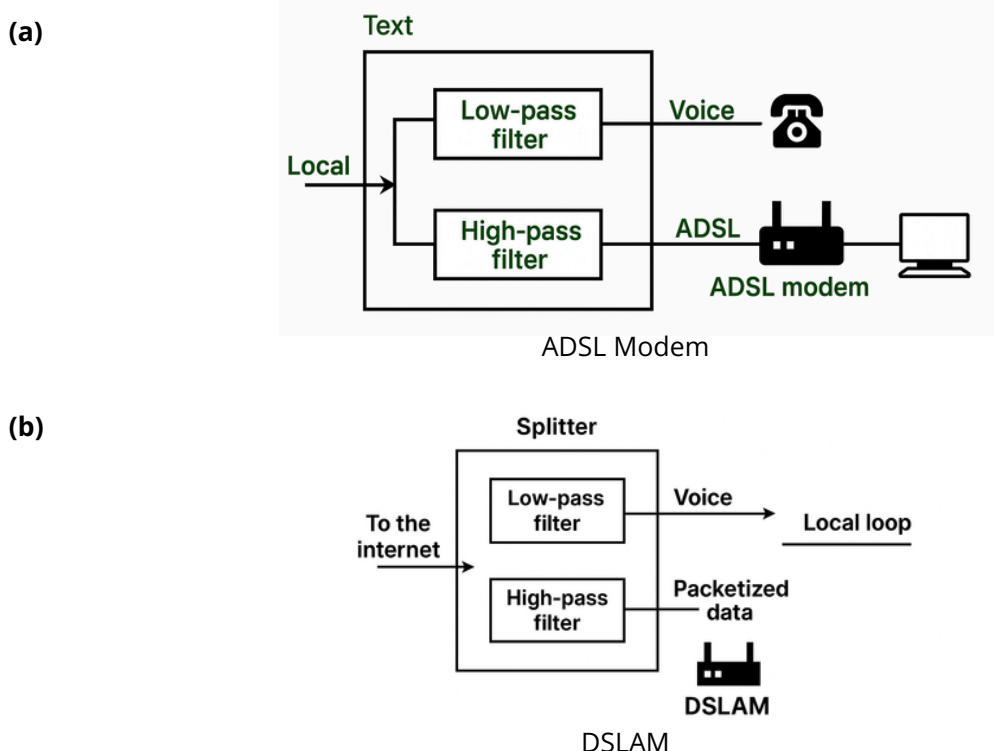 (a)
Text
Low-pass
filter
Voice
Local
High-pass
filter
ADSL
ADSL modem
ADSL Modem
(b)
Splitter
Low-pass
filter
Voice
To the
internet
Local loop
High-pass
filter
Packetized
data
DSLAM
DSLAM